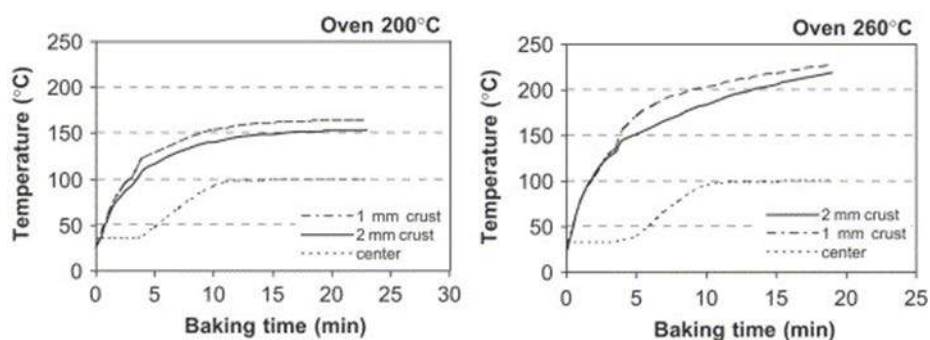 Oven 200°C
250
200
150
100
50
0
0 5 10 15 20 25 30
Temperature (°C)
Baking time (min)
1 mm crust
2 mm crust
center
Oven 260°C
250
200
150
100
50
0
0 5 10 15 20 25
Temperature (°C)
Baking time (min)
2 mm crust
1 mm crust
center